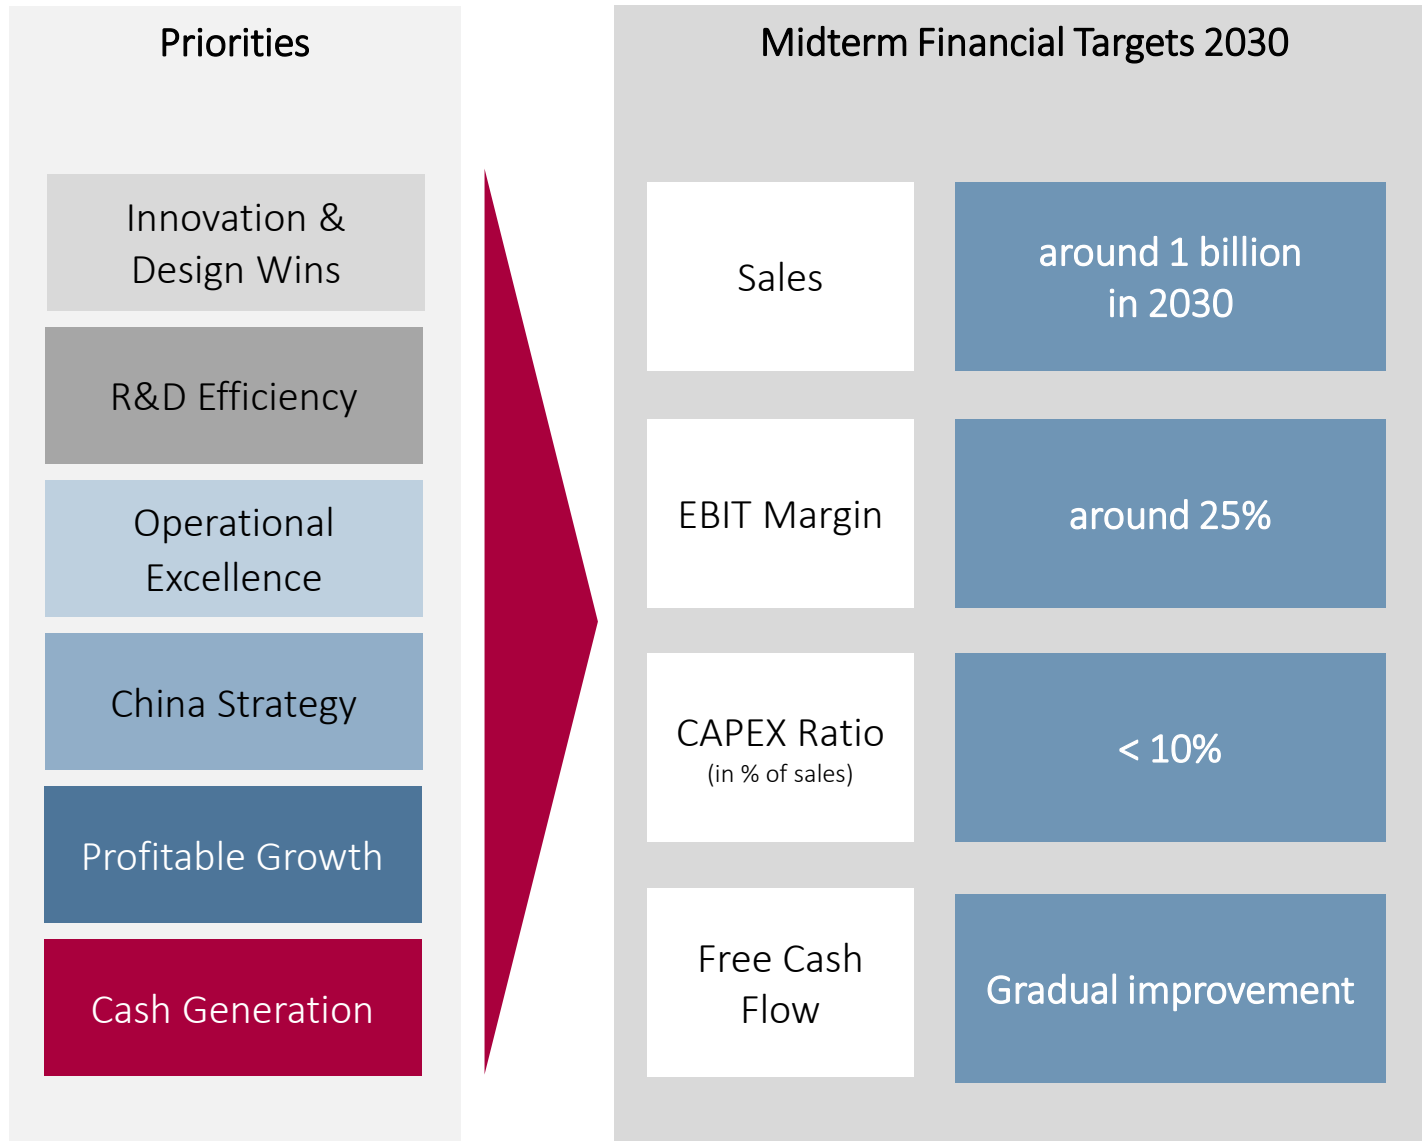 Priorities
Innovation &
Design Wins
R&D Efficiency
Operational
Excellence
China Strategy
Profitable Growth
Cash Generation
Midterm Financial Targets 2030
Sales
around 1 billion
in 2030
EBIT Margin
around 25%
CAPEX Ratio
(in % of sales)
< 10%
Free Cash
Flow
Gradual improvement